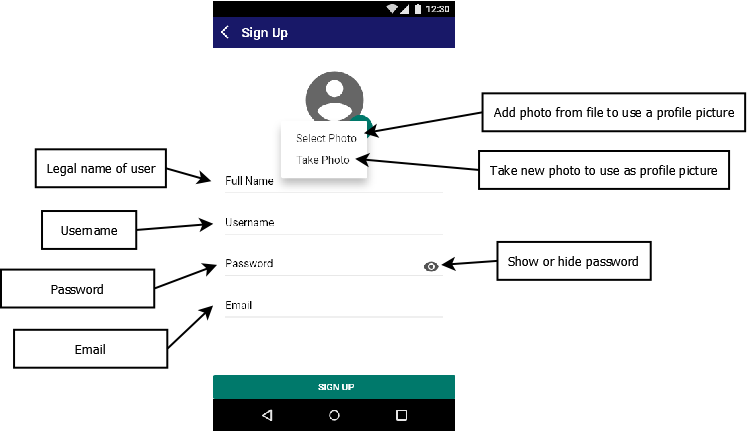 12:30
Sign Up
Add photo from file to use a profile picture
Select Photo
Take Photo
Legal name of user
Take new photo to use as profile picture
Full Name
Username
Username
Password
Show or hide password
Password
Email
Email
SIGN UP